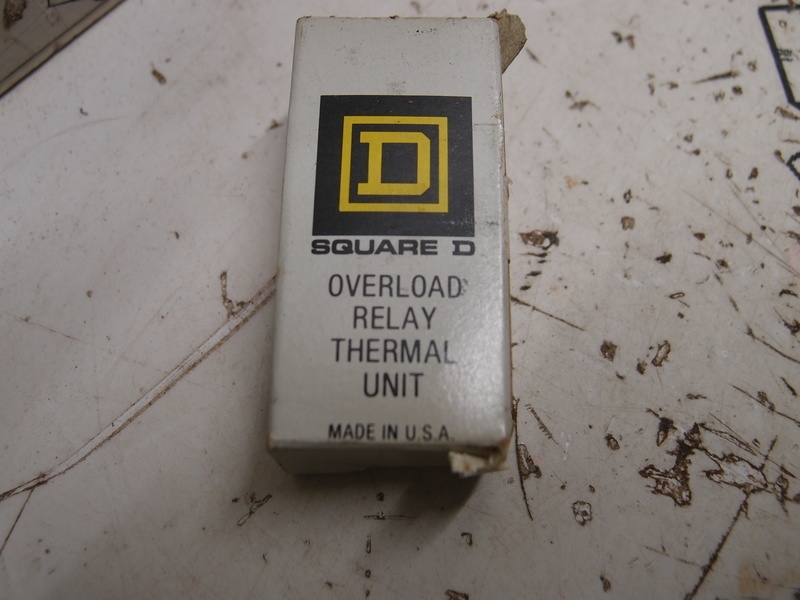 D
SQUARE D
OVERLOAD
RELAY
THERMAL
UNIT
MADE IN U.S.A.